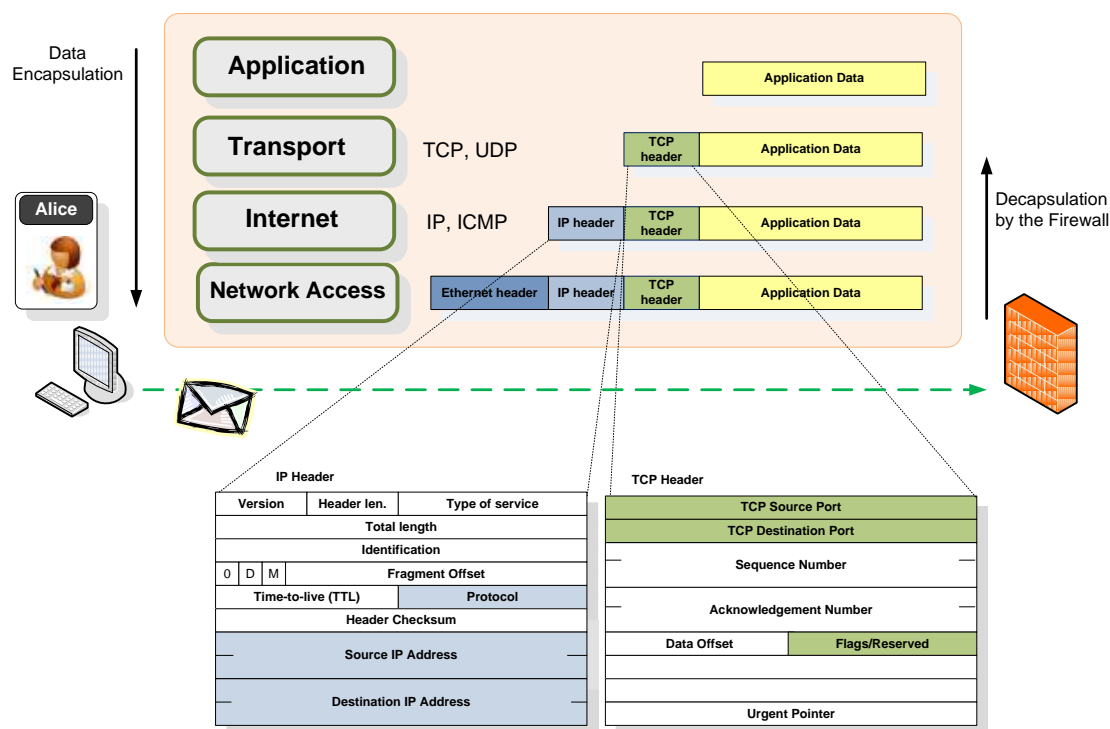 Data
Encapsulation
Application
Application Data
Transport
TCP, UDP
TCP
header
Application Data
Alice
Internet
IP, ICMP
IP header
TCP
header
Application Data
Decapsulation
by the Firewall
Network Access
Ethernet header
IP header
TCP
header
Application Data
IP Header
Version
Header len.
Type of service
Total length
Identification
0
D
M
Fragment Offset
Time-to-live (TTL)
Protocol
Header Checksum
Source IP Address
Destination IP Address
TCP Header
TCP Source Port
TCP Destination Port
Sequence Number
Acknowledgement Number
Data Offset
Flags/Reserved
Urgent Pointer